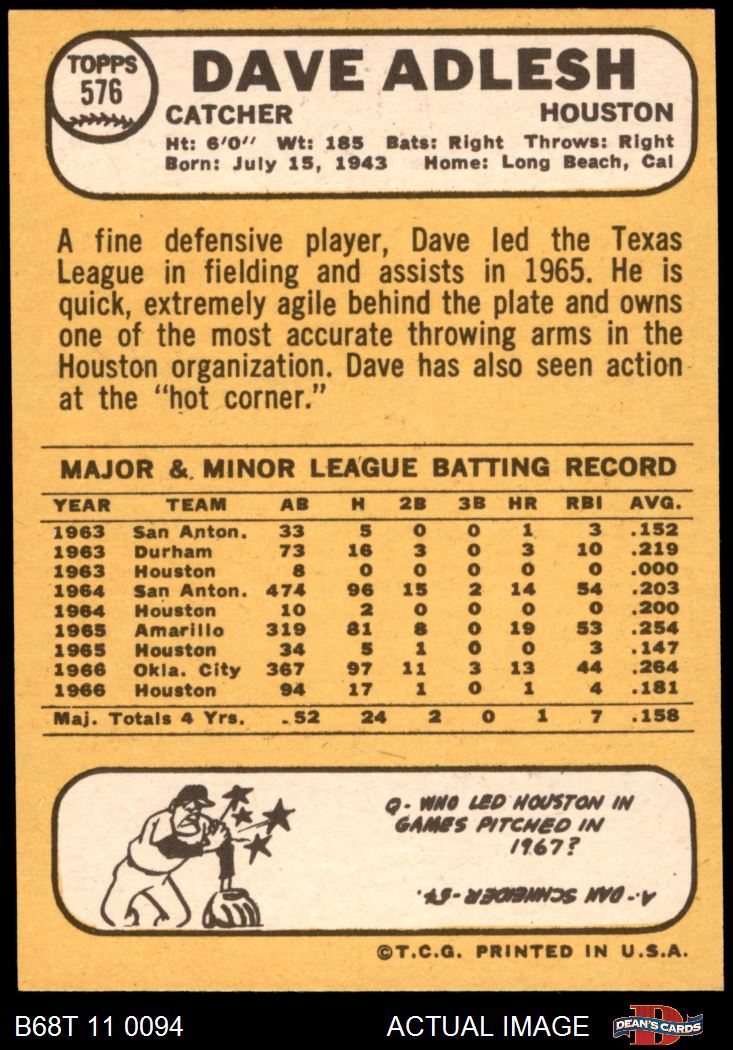 TOPPS
576
DAVE ADLESH
CATCHER HOUSTON
Ht: 6'0" Wt: 185 Bats: Right Throws: Right
Born: July 15, 1943 Home: Long Beach, Cal
A fine defensive player, Dave led the Texas
League in fielding and assists in 1965. He is
quick, extremely agile behind the plate and owns
one of the most accurate throwing arms in the
Houston organization. Dave has also seen action
at the "hot corner."
MAJOR & MINOR LEAGUE BATTING RECORD
YEAR TEAM AB H 2B 3B HR RBI AVG.
1963 San Anton. 33 5 0 0 1 3 .152
1963 Durham 73 16 3 0 3 10 .219
1963 Houston 8 0 0 0 0 0 .000
1964 San Anton. 474 96 15 2 14 54 .203
1964 Houston 10 2 0 0 0 0 .200
1965 Amarillo 319 81 8 0 19 53 .254
1965 Houston 34 5 1 0 0 3 .147
1966 Okla. City 367 97 11 3 13 44 .264
1966 Houston 94 17 1 0 1 4 .181
Maj. Totals 4 Yrs. .52 24 2 0 1 7 .158
Q- WHO LED HOUSTON IN
GAMES PITCHED IN
1967?
A- DAN SCHNEIDER-54.
©T.C.G. PRINTED IN U.S.A.
B68T 11 0094 ACTUAL IMAGE DEAN'S CARDS